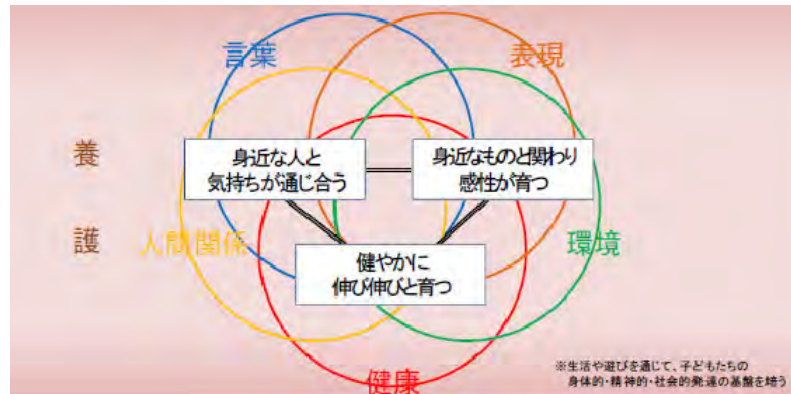 言葉
表現
養
護
身近な人と
気持ちが通じ合う
身近なものと関わり
感性が育つ
人間関係
環境
健やかに
伸び伸びと育つ
健康
※生活や遊びを通じて、子どもたちの
身体的・精神的・社会的発達の基盤を培う